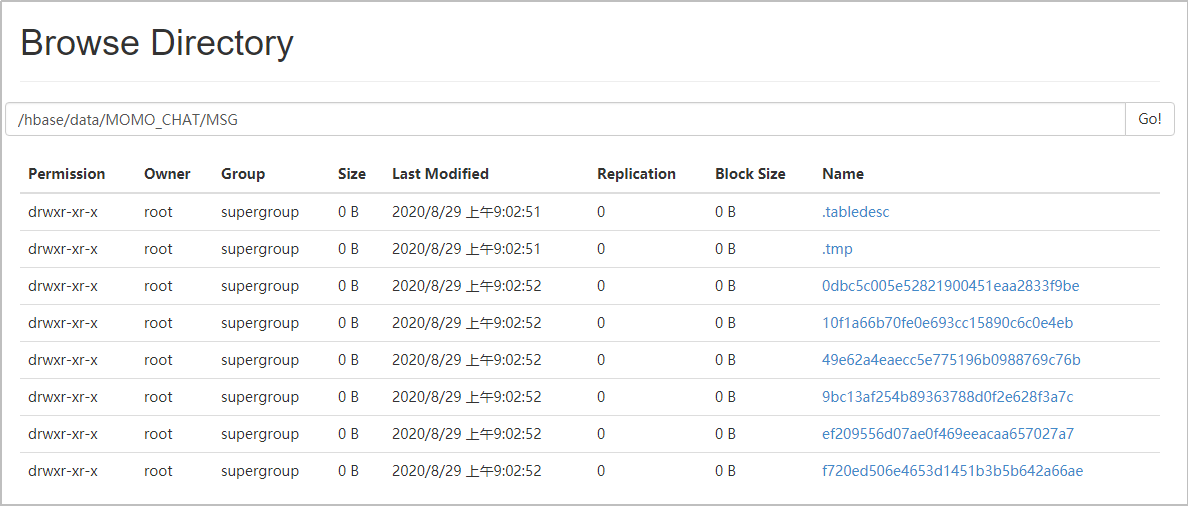 Browse Directory
/hbase/data/MOMO_CHAT/MSG Go!
Permission Owner Group Size Last Modified Replication Block Size Name
drwxr-xr-x root supergroup 0 B 2020/8/29 上午9:02:51 0 0 B .tabledesc
drwxr-xr-x root supergroup 0 B 2020/8/29 上午9:02:51 0 0 B .tmp
drwxr-xr-x root supergroup 0 B 2020/8/29 上午9:02:52 0 0 B 0dbc5c005e52821900451eaa2833f9be
drwxr-xr-x root supergroup 0 B 2020/8/29 上午9:02:52 0 0 B 10f1a66b70fe0e693cc15890c6c0e4eb
drwxr-xr-x root supergroup 0 B 2020/8/29 上午9:02:52 0 0 B 49e62a4eaecc5e775196b0988769c76b
drwxr-xr-x root supergroup 0 B 2020/8/29 上午9:02:52 0 0 B 9bc13af254b89363788d0f2e628f3a7c
drwxr-xr-x root supergroup 0 B 2020/8/29 上午9:02:52 0 0 B ef209556d07ae0f469eeacaa657027a7
drwxr-xr-x root supergroup 0 B 2020/8/29 上午9:02:52 0 0 B f720ed506e4653d1451b3b5b642a66ae